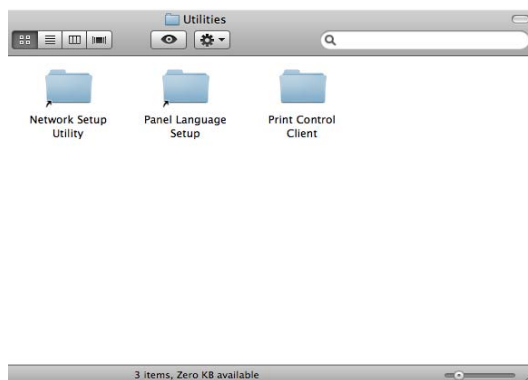 Utilities
Network Setup
Utility
Panel Language
Setup
Print Control
Client
3 items, Zero KB available